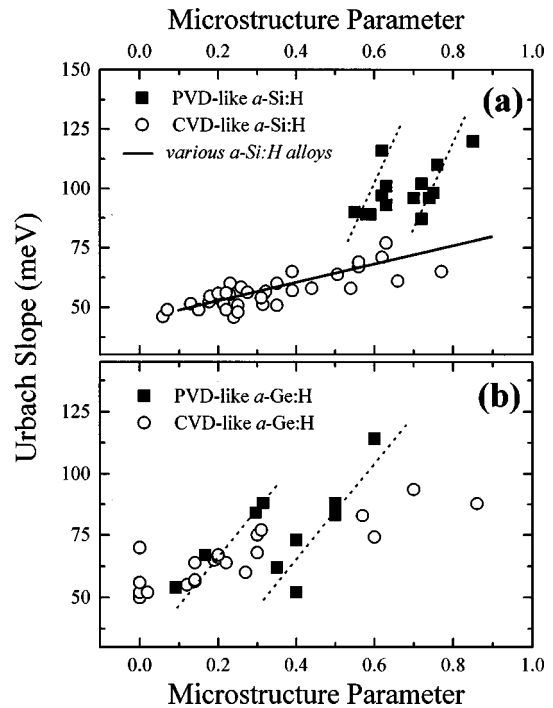 Microstructure Parameter
0.0 0.2 0.4 0.6 0.8 1.0
150
125
100
75
50
(a)
PVD-like a-Si:H
CVD-like a-Si:H
various a-Si:H alloys
Urbach Slope (meV)
(b)
PVD-like a-Ge:H
CVD-like a-Ge:H
125
100
75
50
0.0 0.2 0.4 0.6 0.8 1.0
Microstructure Parameter